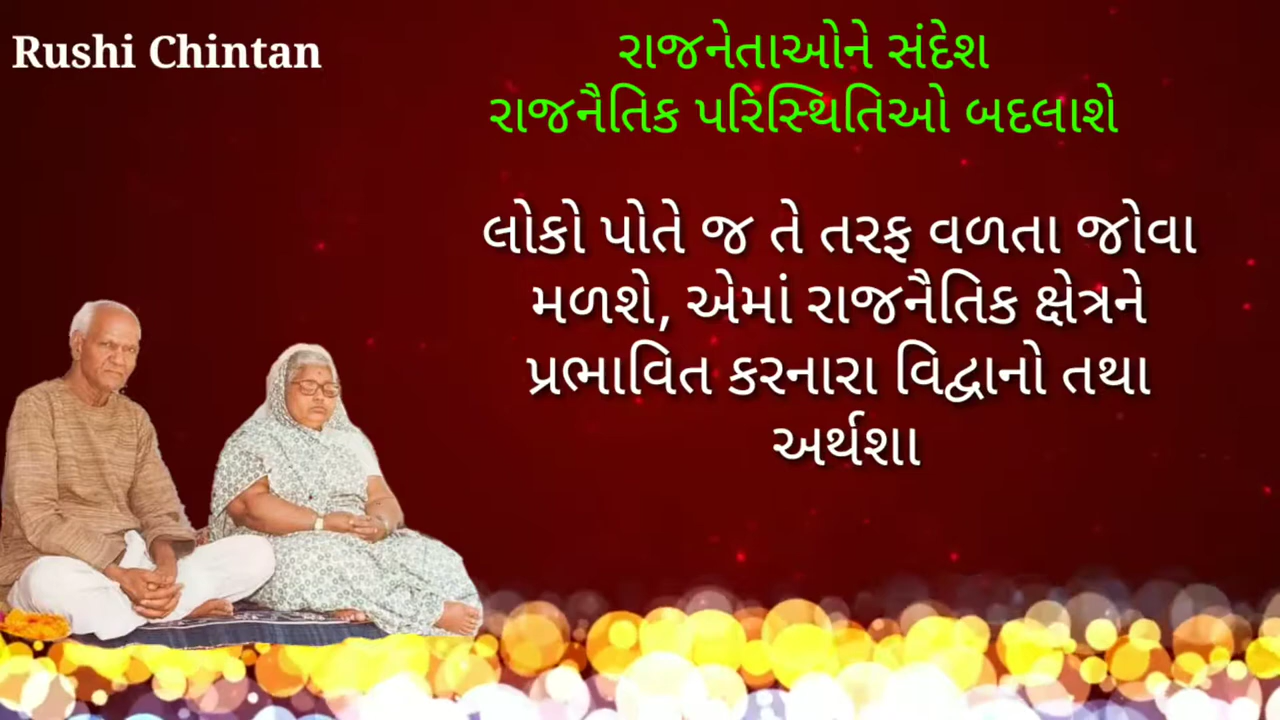 Rushi Chintan
રાજનેતાઓને સંદેશ
રાજનૈતિક પરિસ્થિતિઓ બદલાશે
લોકો પોતે જ તે તરફ વળતા જોવા
મળશે, એમાં રાજનૈતિક ક્ષેત્રને
પ્રભાવિત કરનારા વિદ્વાનો તથા
અર્થશા